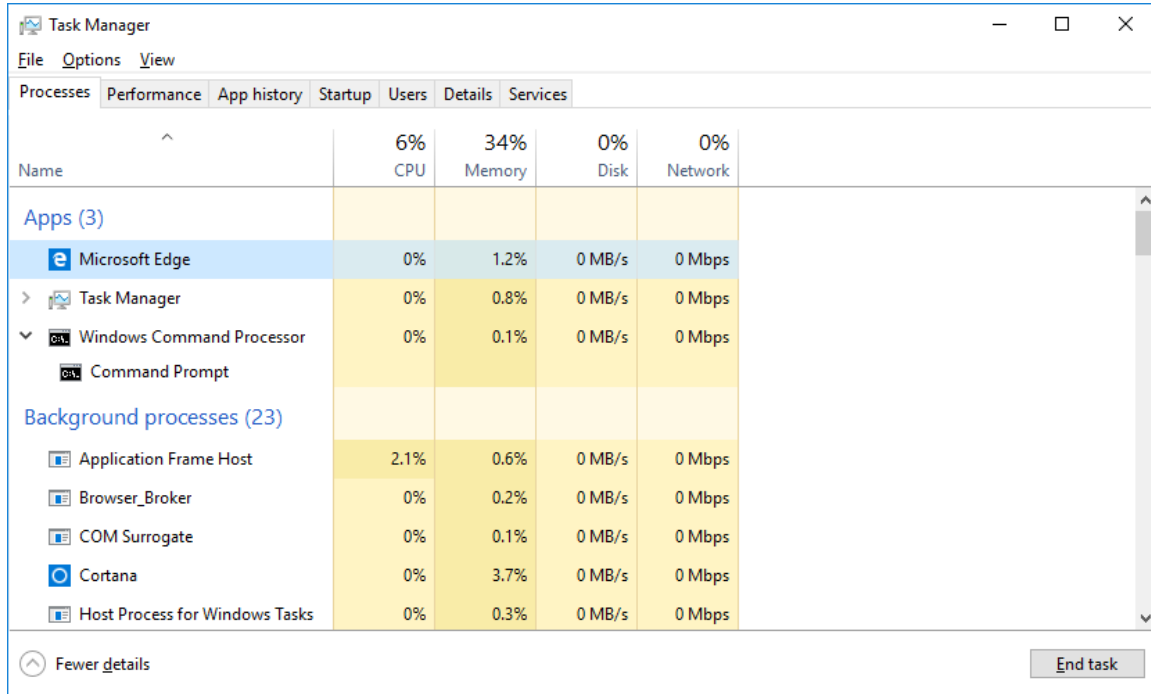 Task Manager
File Options View
Processes Performance App history Startup Users Details Services
6% 34% 0% 0%
Name CPU Memory Disk Network
Apps (3)
Microsoft Edge 0% 1.2% 0 MB/s 0 Mbps
Task Manager 0% 0.8% 0 MB/s 0 Mbps
Windows Command Processor 0% 0.1% 0 MB/s 0 Mbps
Command Prompt
Background processes (23)
Application Frame Host 2.1% 0.6% 0 MB/s 0 Mbps
Browser_Broker 0% 0.2% 0 MB/s 0 Mbps
COM Surrogate 0% 0.1% 0 MB/s 0 Mbps
Cortana 0% 3.7% 0 MB/s 0 Mbps
Host Process for Windows Tasks 0% 0.3% 0 MB/s 0 Mbps
Fewer details End task